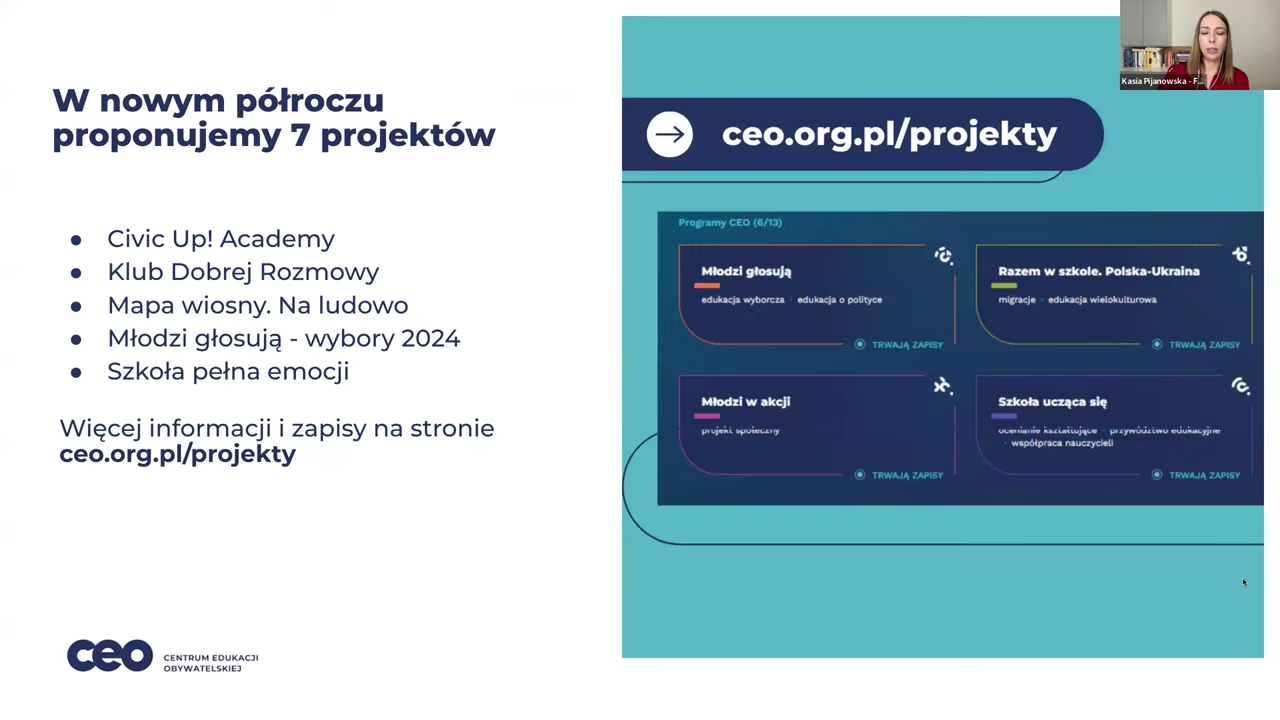 W nowym półroczu
proponujemy 7 projektów
Civic Up! Academy
Klub Dobrej Rozmowy
Mapa wiosny. Na ludowo
Młodzi głosują - wybory 2024
Szkoła pełna emocji
Więcej informacji i zapisy na stronie
ceo.org.pl/projekty
ceo
CENTRUM EDUKACJI
OBYWATELSKIEJ
ceo.org.pl/projekty
Programy CEO (6/13)
Młodzi głosują
edukacja wyborcza · edukacja o polityce
TRWAJĄ ZAPISY
Razem w szkole. Polska-Ukraina
migracje · edukacja wielokulturowa
TRWAJĄ ZAPISY
Młodzi w akcji
projekt społeczny
TRWAJĄ ZAPISY
Szkoła ucząca się
ocenianie kształtujące · przywództwo edukacyjne
· współpraca nauczycieli
TRWAJĄ ZAPISY
Kasia Pijanowska - F...